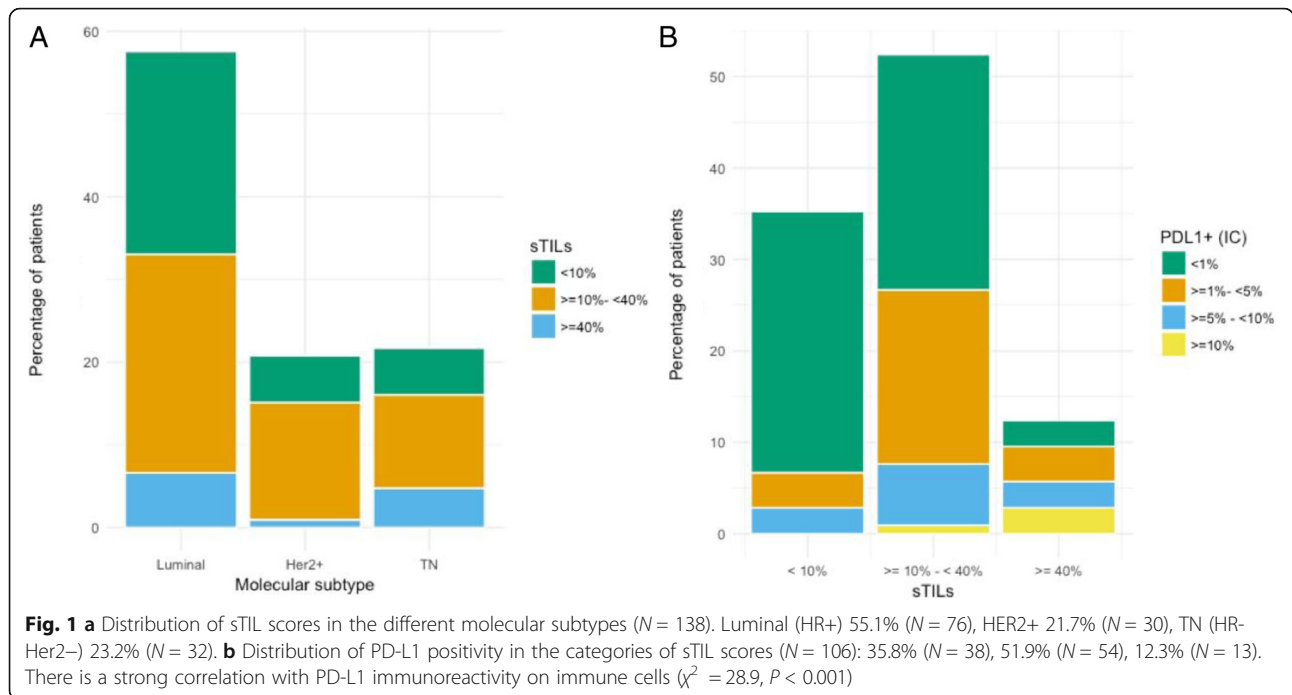 A
60
40
20
0
Percentage of patients
Luminal
Her2+
TN
Molecular subtype
sTILs
<10%
>=10%- <40%
>=40%
B
50
40
30
20
10
0
Percentage of patients
< 10%
>= 10% - < 40%
>= 40%
sTILs
PDL1+ (IC)
<1%
>=1%- <5%
>=5% - <10%
>=10%
Fig. 1 a Distribution of sTIL scores in the different molecular subtypes (N = 138). Luminal (HR+) 55.1% (N = 76), HER2+ 21.7% (N = 30), TN (HR-
Her2−) 23.2% (N = 32). b Distribution of PD-L1 positivity in the categories of sTIL scores (N = 106): 35.8% (N = 38), 51.9% (N = 54), 12.3% (N = 13).
There is a strong correlation with PD-L1 immunoreactivity on immune cells (χ² = 28.9, P < 0.001)